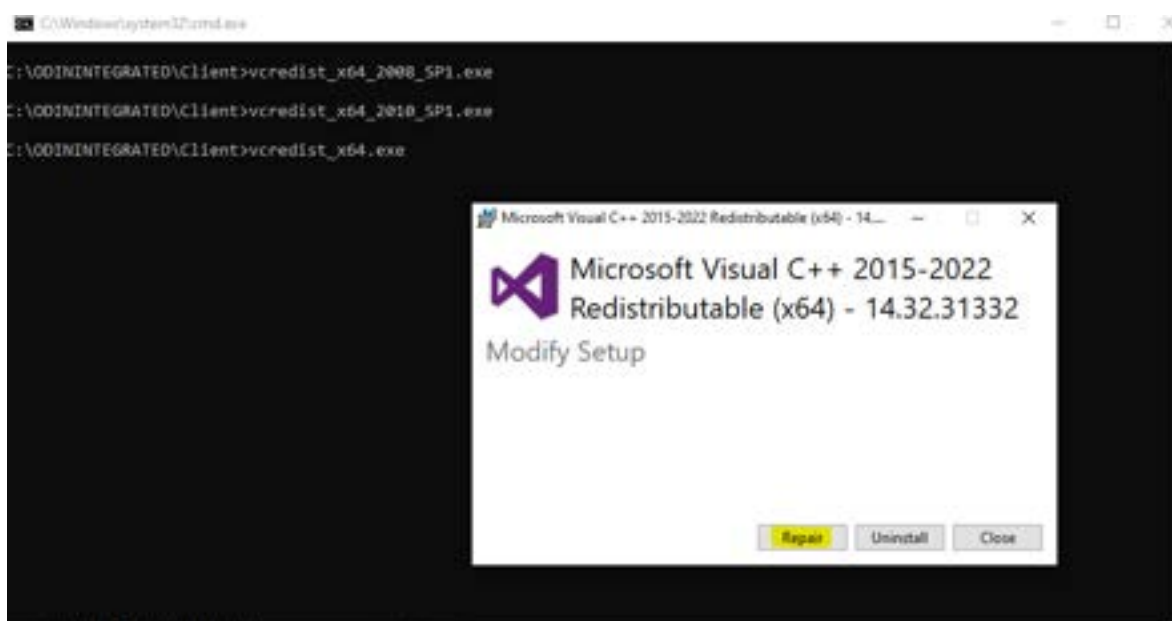 C:\Windows\system32\cmd.exe
C:\ODININTEGRATED\Client>vcredist_x64_2008_SP1.exe
C:\ODININTEGRATED\Client>vcredist_x64_2010_SP1.exe
C:\ODININTEGRATED\Client>vcredist_x64.exe
Microsoft Visual C++ 2015-2022 Redistributable (x64) - 14....
Microsoft Visual C++ 2015-2022
Redistributable (x64) - 14.32.31332
Modify Setup
Repair Uninstall Close